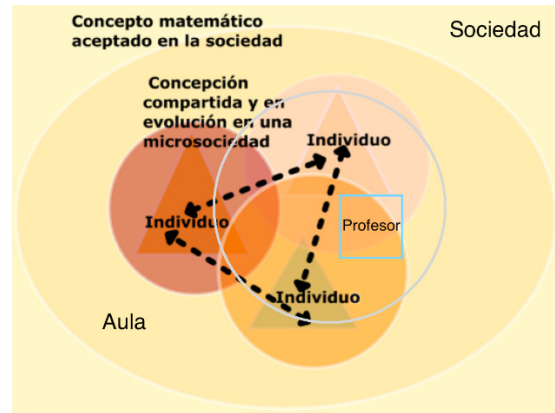 Concepto matemático
aceptado en la sociedad
Sociedad
Concepción
compartida y en
evolución en una
microsociedad
Individuo
Individuo
Profesor
Individuo
Aula